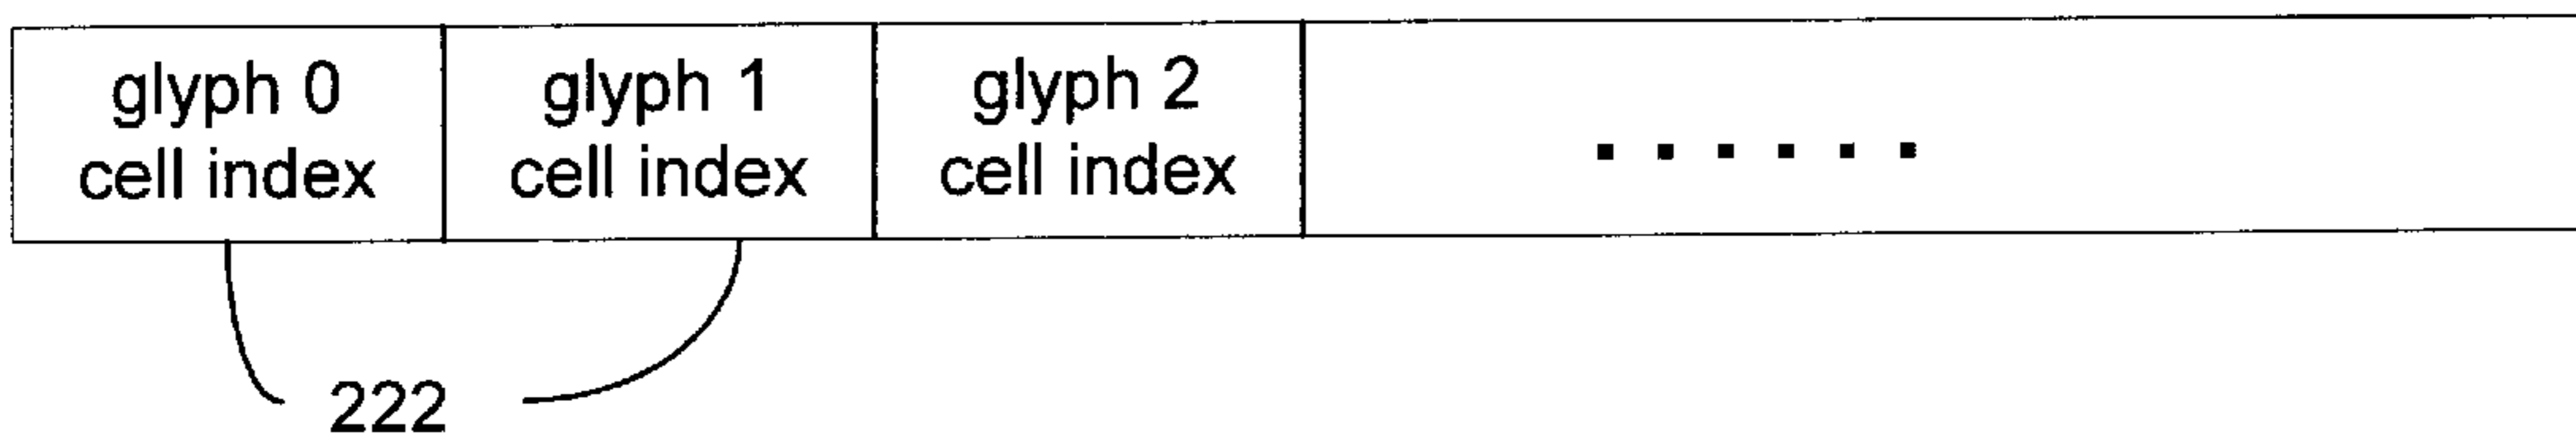 glyph 0
cell index
glyph 1
cell index
glyph 2
cell index
. . . . . .
222